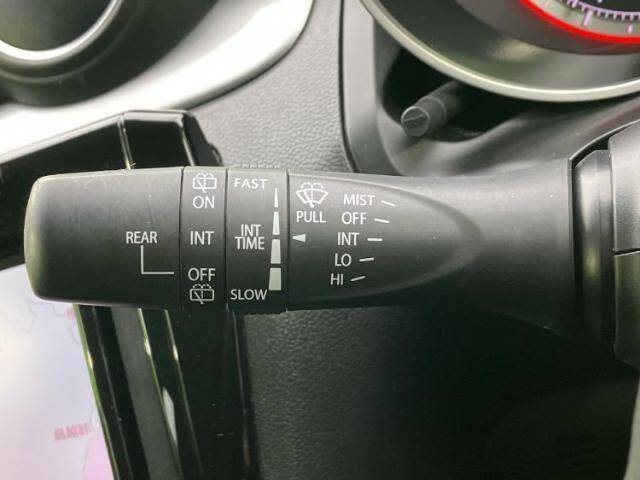 REAR
ON
INT
OFF
FAST
INT
TIME
SLOW
PULL
MIST
OFF
INT
LO
HI